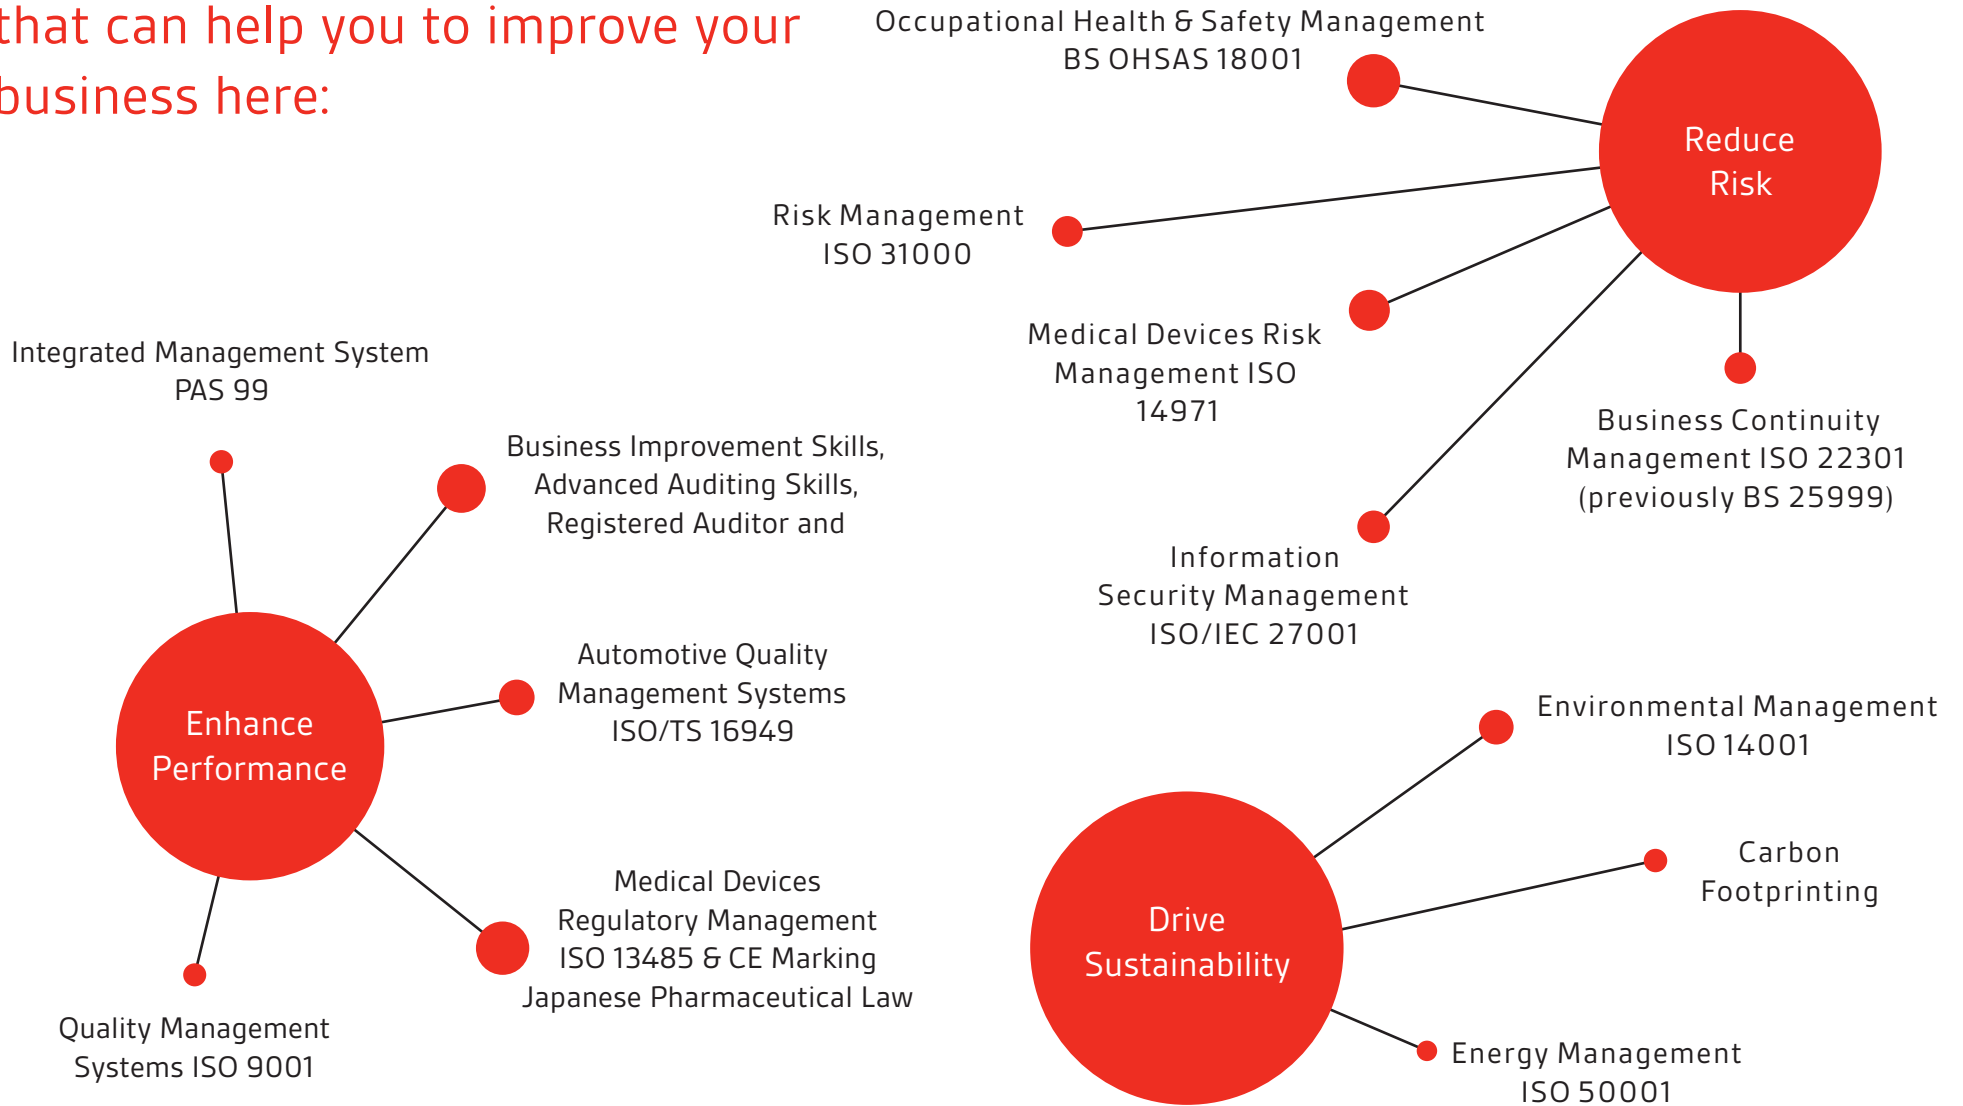 that can help you to improve your
business here:
Occupational Health & Safety Management
BS OHSAS 18001
Reduce
Risk
Risk Management
ISO 31000
Medical Devices Risk
Management ISO
14971
Business Continuity
Management ISO 22301
(previously BS 25999)
Information
Security Management
ISO/IEC 27001
Integrated Management System
PAS 99
Business Improvement Skills,
Advanced Auditing Skills,
Registered Auditor and
Automotive Quality
Management Systems
ISO/TS 16949
Enhance
Performance
Medical Devices
Regulatory Management
ISO 13485 & CE Marking
Japanese Pharmaceutical Law
Quality Management
Systems ISO 9001
Environmental Management
ISO 14001
Carbon
Footprinting
Drive
Sustainability
Energy Management
ISO 50001